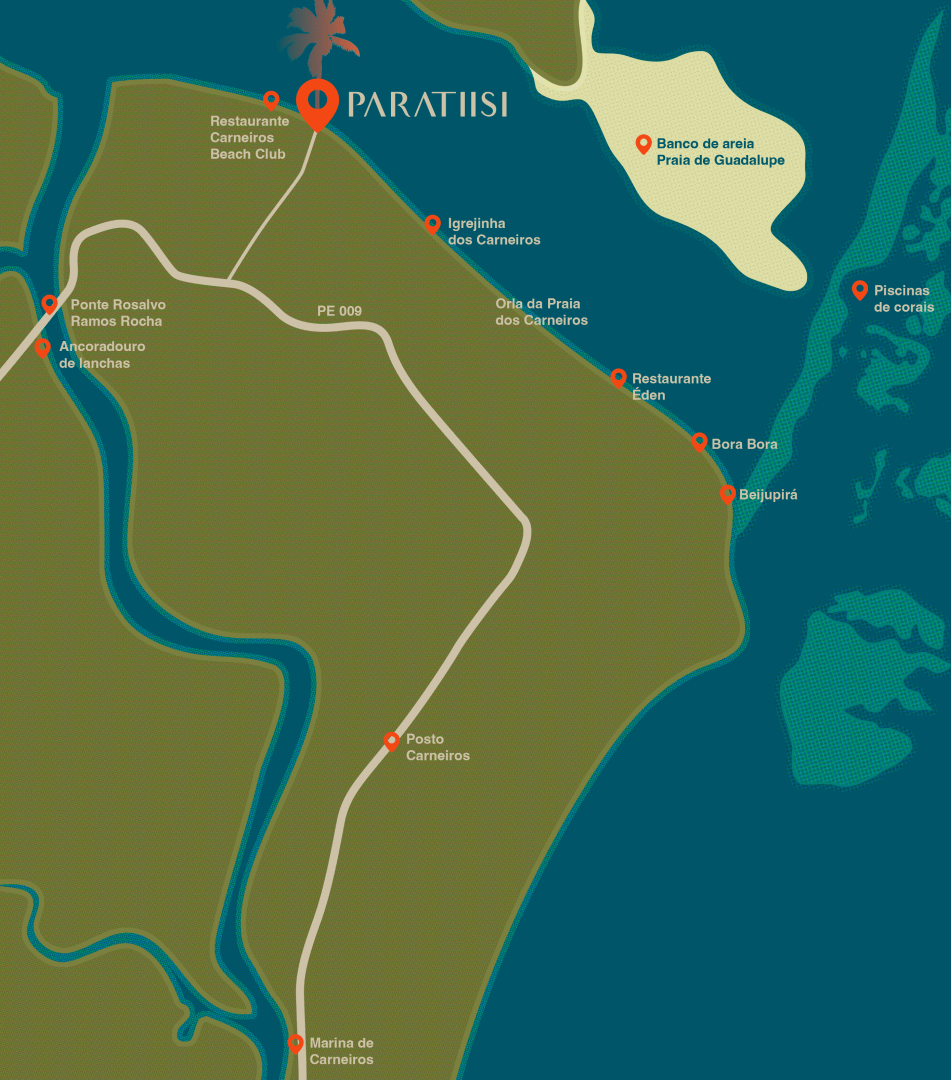 PARATIISI
Restaurante
Carneiros
Beach Club
Banco de areia
Praia de Guadalupe
Igrejinha
dos Carneiros
Piscinas
de corais
Ponte Rosalvo
Ramos Rocha
PE 009
Orla da Praia
dos Carneiros
Ancoradouro
de lanchas
Restaurante
Éden
Bora Bora
Beijupirá
Posto
Carneiros
Marina de
Carneiros